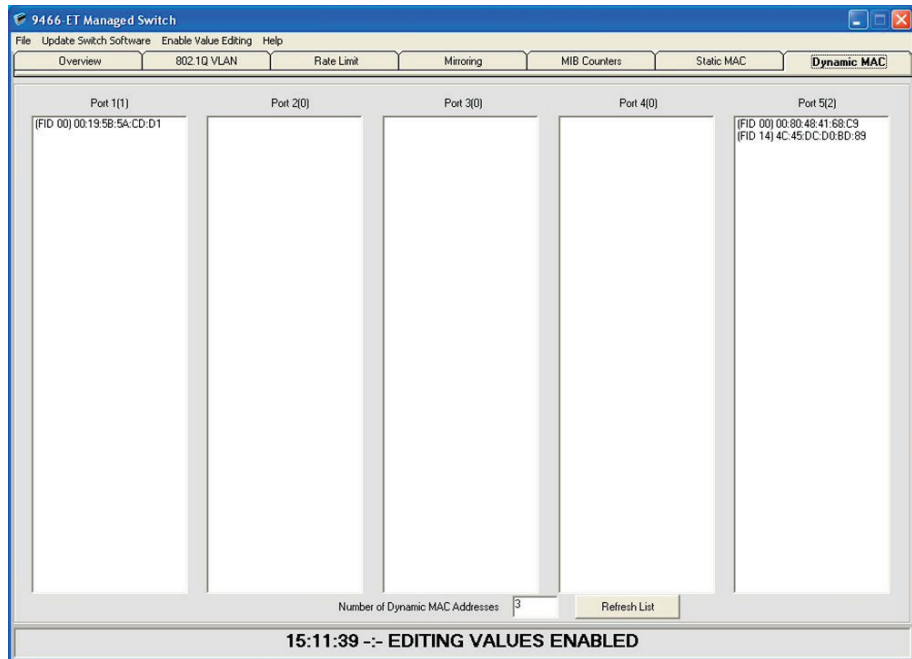 9466-ET Managed Switch
File Update Switch Software Enable Value Editing Help
Overview 802.1Q VLAN Rate Limit Mirroring MIB Counters Static MAC Dynamic MAC
Port 1(1) Port 2(0) Port 3(0) Port 4(0) Port 5(2)
(FID 00) 00:19:5B:5A:CD:D1 (FID 00) 00:80:48:41:68:C9
(FID 14) 4C:45:DC:D0:BD:89
Number of Dynamic MAC Addresses 3 Refresh List
15:11:39 -:- EDITING VALUES ENABLED